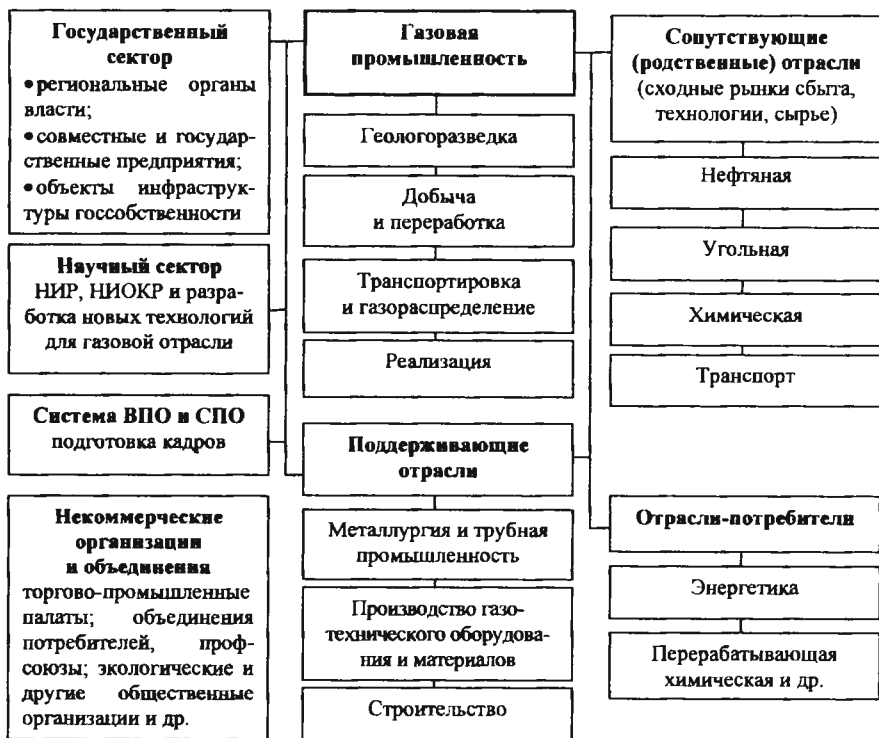 Государственный
сектор
•региональные органы
власти;
•совместные и государ-
ственные предприятия;
•объекты инфраструк-
туры госсобственности
Научный сектор
НИР, НИОКР и разра-
ботка новых технологий
для газовой отрасли
Система ВПО и СПО
подготовка кадров
Некоммерческие
организации
и объединения
торгово-промышленные
палаты; объединения
потребителей, проф-
союзы; экологические и
другие общественные
организации и др.
Газовая
промышленность
Геологоразведка
Добыча
и переработка
Транспортировка
и газораспределение
Реализация
Поддерживающие
отрасли
Металлургия и трубная
промышленность
Производство газо-
технического оборудова-
ния и материалов
Строительство
Сопутствующие
(родственные) отрасли
(сходные рынки сбыта,
технологии, сырье)
Нефтяная
Угольная
Химическая
Транспорт
Отрасли-потребители
Энергетика
Перерабатывающая
химическая и др.